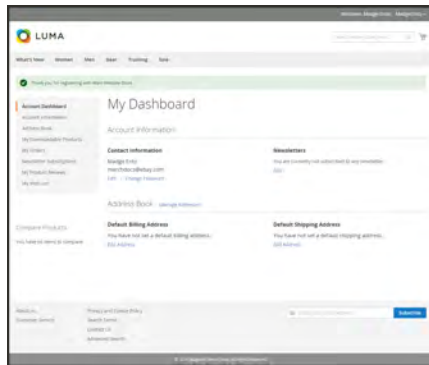 LUMA
What's New Women Men Gear Training Sale
Thank you for registering with Main Website Store.
Account Dashboard
Account Information
Address Book
My Downloadable Products
My Orders
Newsletter Subscriptions
My Product Reviews
My Wish List
Compare Products
You have no items to compare.
My Dashboard
Account Information
Contact Information
Edit Change Password
Newsletters
You are currently not subscribed to any newsletter.
Edit
Address Book Manage Addresses
Default Billing Address
You have not set a default billing address.
Edit Address
Default Shipping Address
You have not set a default shipping address.
Edit Address
About us
Customer Service
Privacy and Cookie Policy
Search Terms
Contact Us
Advanced Search
Subscribe